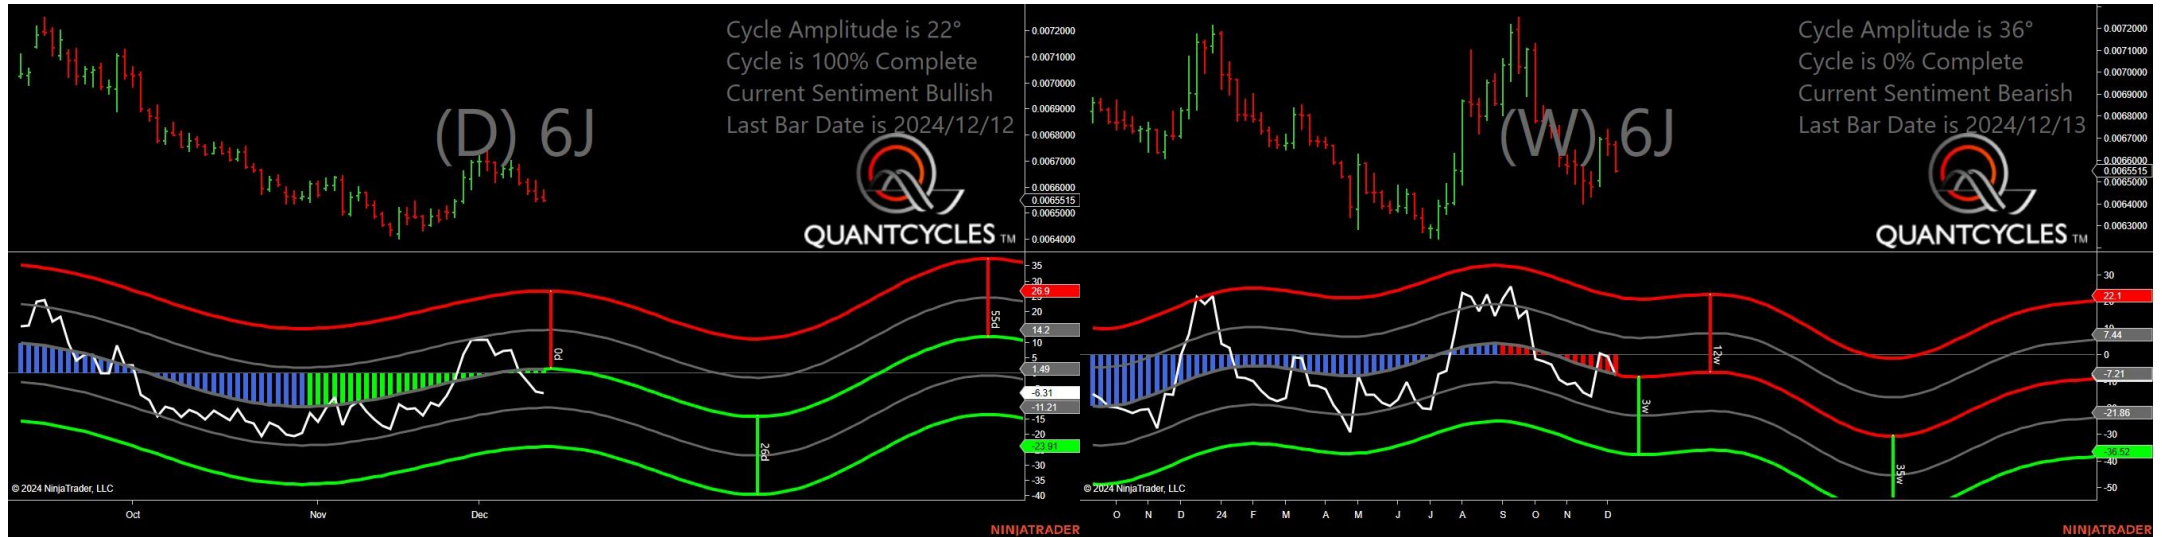 Cycle Amplitude is 22°
Cycle is 100% Complete
Current Sentiment Bullish
Last Bar Date is 2024/12/12
(D) 6J
QUANTCYCLES TM
0.0072000
0.0071000
0.0070000
0.0069000
0.0068000
0.0067000
0.0066000
0.0065515
0.0065000
0.0064000
35
30
26.9
20
14.2
10
5
1.49
-6.31
-11.21
-15
-20
-23.91
-30
-35
-40
0d
26d
55d
© 2024 NinjaTrader, LLC
Oct
Nov
Dec
NINJATRADER
Cycle Amplitude is 36°
Cycle is 0% Complete
Current Sentiment Bearish
Last Bar Date is 2024/12/13
(W) 6J
QUANTCYCLES TM
0.0072000
0.0071000
0.0070000
0.0069000
0.0068000
0.0067000
0.0066000
0.0065515
0.0065000
0.0064000
0.0063000
30
22.1
7.44
0
-7.21
-21.86
-30
-36.52
-40
-50
3w
12w
35w
© 2024 NinjaTrader, LLC
O N D 24 F M A M J J A S O N D
NINJATRADER